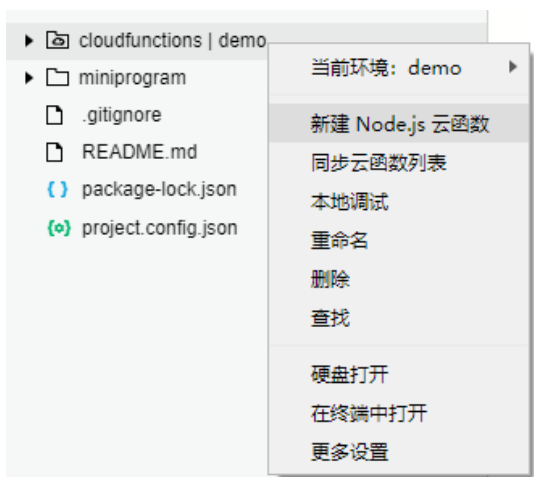 cloudfunctions | demo
miniprogram
.gitignore
README.md
package-lock.json
project.config.json
当前环境: demo
新建 Node.js 云函数
同步云函数列表
本地调试
重命名
删除
查找
硬盘打开
在终端中打开
更多设置